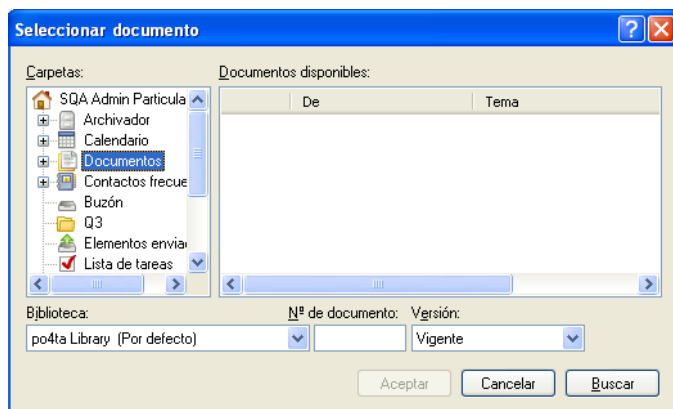 Seleccionar documento
Carpetas:
Documentos disponibles:
SQA Admin Particula
De
Tema
Archivador
Calendario
Documentos
Contactos frecue
Buzón
Q3
Elementos envia
Lista de tareas
Biblioteca:
Nº de documento:
Versión:
po4ta Library (Por defecto)
Vigente
Aceptar
Cancelar
Buscar